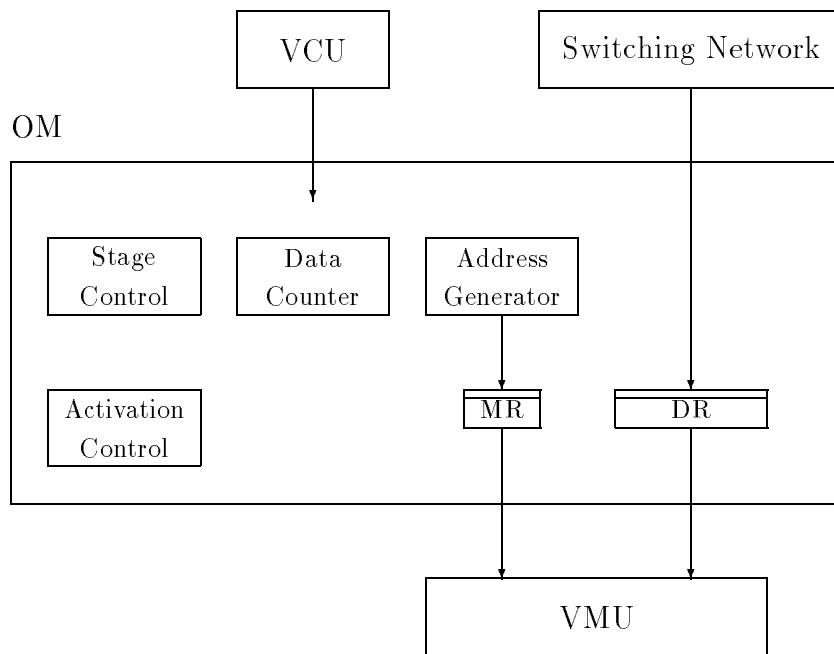 VCU
Switching Network
OM
Stage
Control
Data
Counter
Address
Generator
Activation
Control
MR
DR
VMU